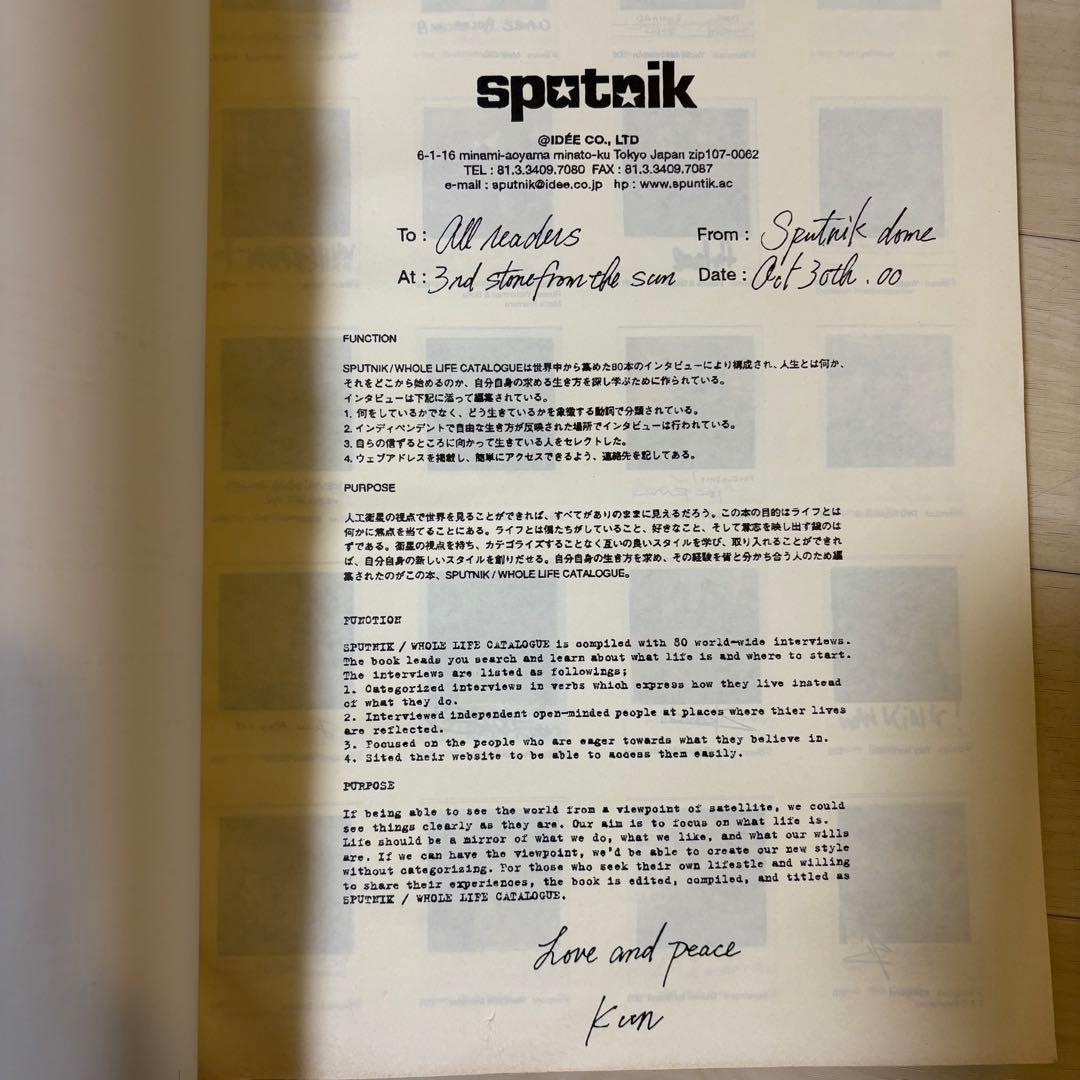 sputnik
@IDÉE CO., LTD
6-1-16 minami-aoyama minato-ku Tokyo Japan zip107-0062
TEL : 81.3.3409.7080 FAX : 81.3.3409.7087
e-mail : sputnik@idee.co.jp hp : www.spuntik.ac
To : All readers From : Sputnik dome
At : 3rd stone from the sun Date : Oct 30th . 00
FUNCTION
SPUTNIK/WHOLE LIFE CATALOGUEは世界中から集めた80本のインタビューにより構成され、人生とは何か、
それをどこから始めるのか、自分自身の求める生き方を探し学ぶために作られている。
インタビューは下記に添って編集されている。
1. 何をしているかでなく、どう生きているかを象徴する動詞で分類されている。
2. インディペンデントで自由な生き方が反映された場所でインタビューは行われている。
3. 自らの信ずるところに向かって生きている人をセレクトした。
4. ウェブアドレスを掲載し、簡単にアクセスできるよう、連絡先を記してある。
PURPOSE
人工衛星の視点で世界を見ることができれば、すべてがありのままに見えるだろう。この本の目的はライフとは
何かに焦点を当てることにある。ライフとは僕たちがしていること、好きなこと、そして意志を映し出す鏡のは
ずである。衛星の視点を持ち、カテゴライズすることなく互いの良いスタイルを学び、取り入れることができれ
ば、自分自身の新しいスタイルを創りだせる。自分自身の生き方を求め、その経験を皆と分かち合う人のため編
集されたのがこの本、SPUTNIK / WHOLE LIFE CATALOGUE。
FUNCTION
SPUTNIK / WHOLE LIFE CATALOGUE is compiled with 80 world-wide interviews.
The book leads you search and learn about what life is and where to start.
The interviews are listed as followings;
1. Categorized interviews in verbs which express how they live instead
of what they do.
2. Interviewed independent open-minded people at places where thier lives
are reflected.
3. Focused on the people who are eager towards what they believe in.
4. Sited their website to be able to access them easily.
PURPOSE
If being able to see the world from a viewpoint of satellite, we could
see things clearly as they are. Our aim is to focus on what life is.
Life should be a mirror of what we do, what we like, and what our wills
are. If we can have the viewpoint, we'd be able to create our new style
without categorizing. For those who seek their own lifestle and willing
to share their experiences, the book is edited, compiled, and titled as
SPUTNIK / WHOLE LIFE CATALOGUE.
Love and peace
Kun